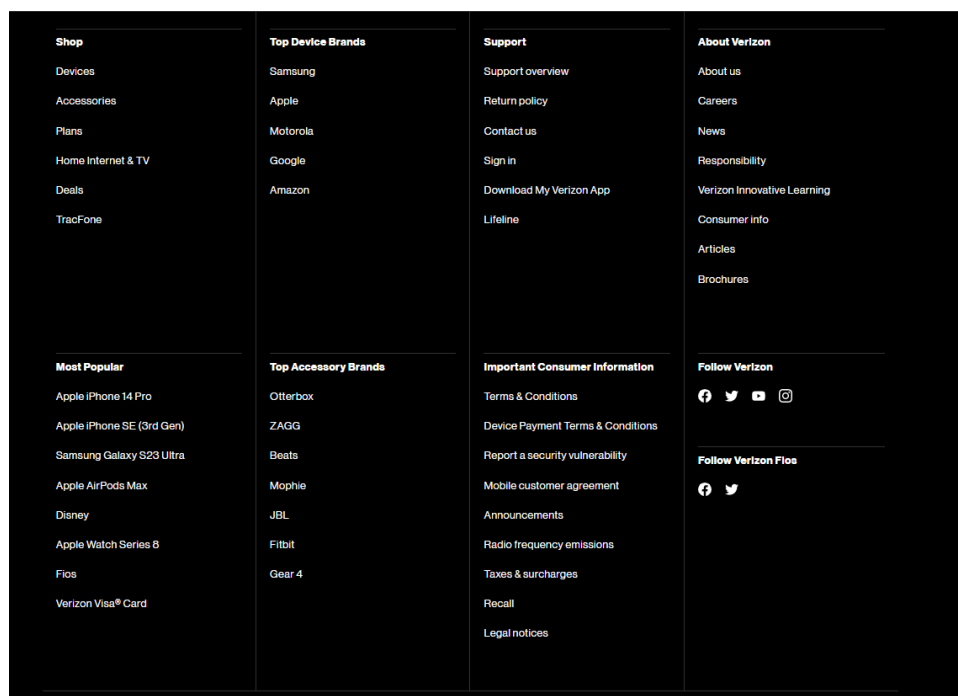 Shop
Devices
Accessories
Plans
Home Internet & TV
Deals
TracFone
Top Device Brands
Samsung
Apple
Motorola
Google
Amazon
Support
Support overview
Return policy
Contact us
Sign in
Download My Verizon App
Lifeline
About Verizon
About us
Careers
News
Responsibility
Verizon Innovative Learning
Consumer info
Articles
Brochures
Most Popular
Apple iPhone 14 Pro
Apple iPhone SE (3rd Gen)
Samsung Galaxy S23 Ultra
Apple AirPods Max
Disney
Apple Watch Series 8
Fios
Verizon Visa® Card
Top Accessory Brands
Otterbox
ZAGG
Beats
Mophie
JBL
Fitbit
Gear 4
Important Consumer Information
Terms & Conditions
Device Payment Terms & Conditions
Report a security vulnerability
Mobile customer agreement
Announcements
Radio frequency emissions
Taxes & surcharges
Recall
Legal notices
Follow Verizon
Follow Verizon Fios